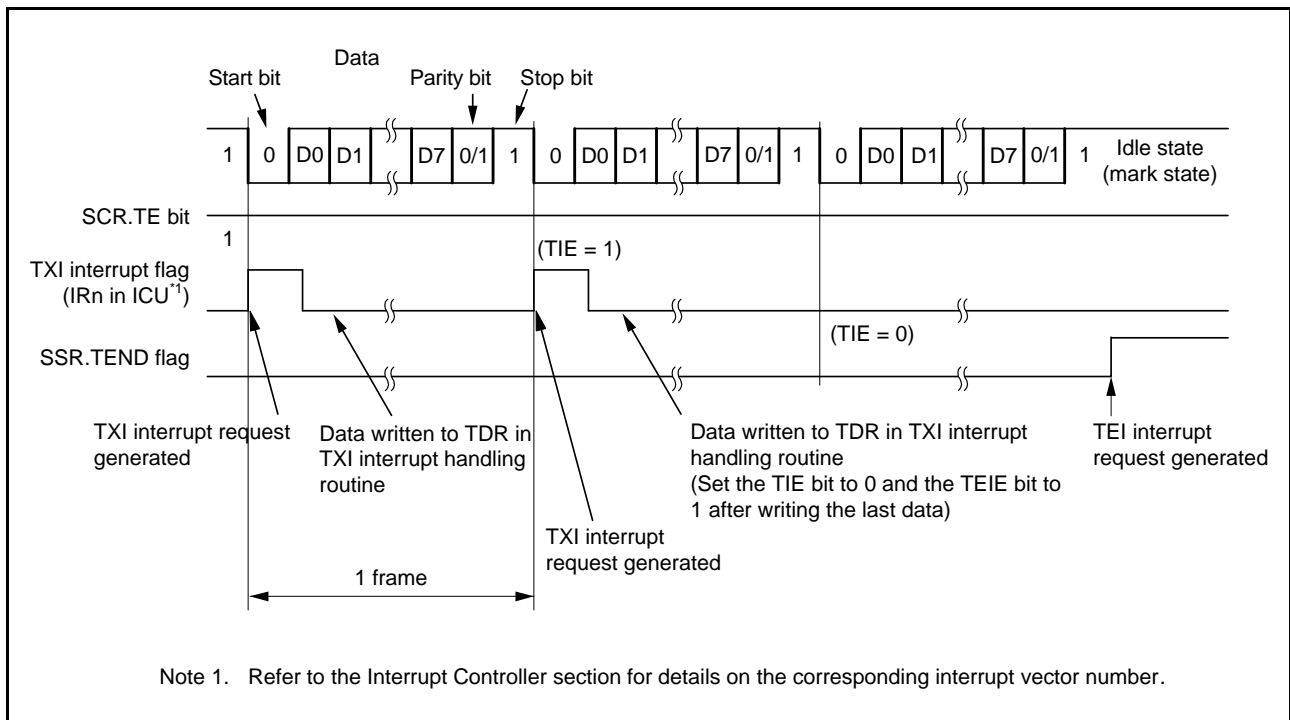 Data
Start bit
Parity bit
Stop bit
1 0 D0 D1 D7 0/1 1 0 D0 D1 D7 0/1 1 0 D0 D1 D7 0/1 1
Idle state
(mark state)
SCR.TE bit
1
(TIE = 1)
TXI interrupt flag
(IRn in ICU*1)
(TIE = 0)
SSR.TEND flag
TXI interrupt request
generated
Data written to TDR in
TXI interrupt handling
routine
Data written to TDR in TXI interrupt
handling routine
(Set the TIE bit to 0 and the TEIE bit to
1 after writing the last data)
TEI interrupt
request generated
TXI interrupt
request generated
1 frame
Note 1. Refer to the Interrupt Controller section for details on the corresponding interrupt vector number.